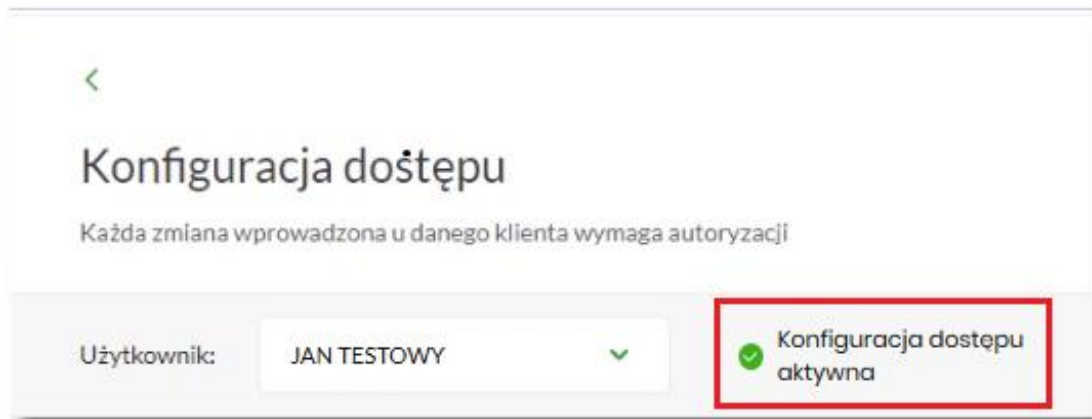 Konfiguracja dostępu
Każda zmiana wprowadzona u danego klienta wymaga autoryzacji
Użytkownik:
JAN TESTOWY
Konfiguracja dostępu
aktywna